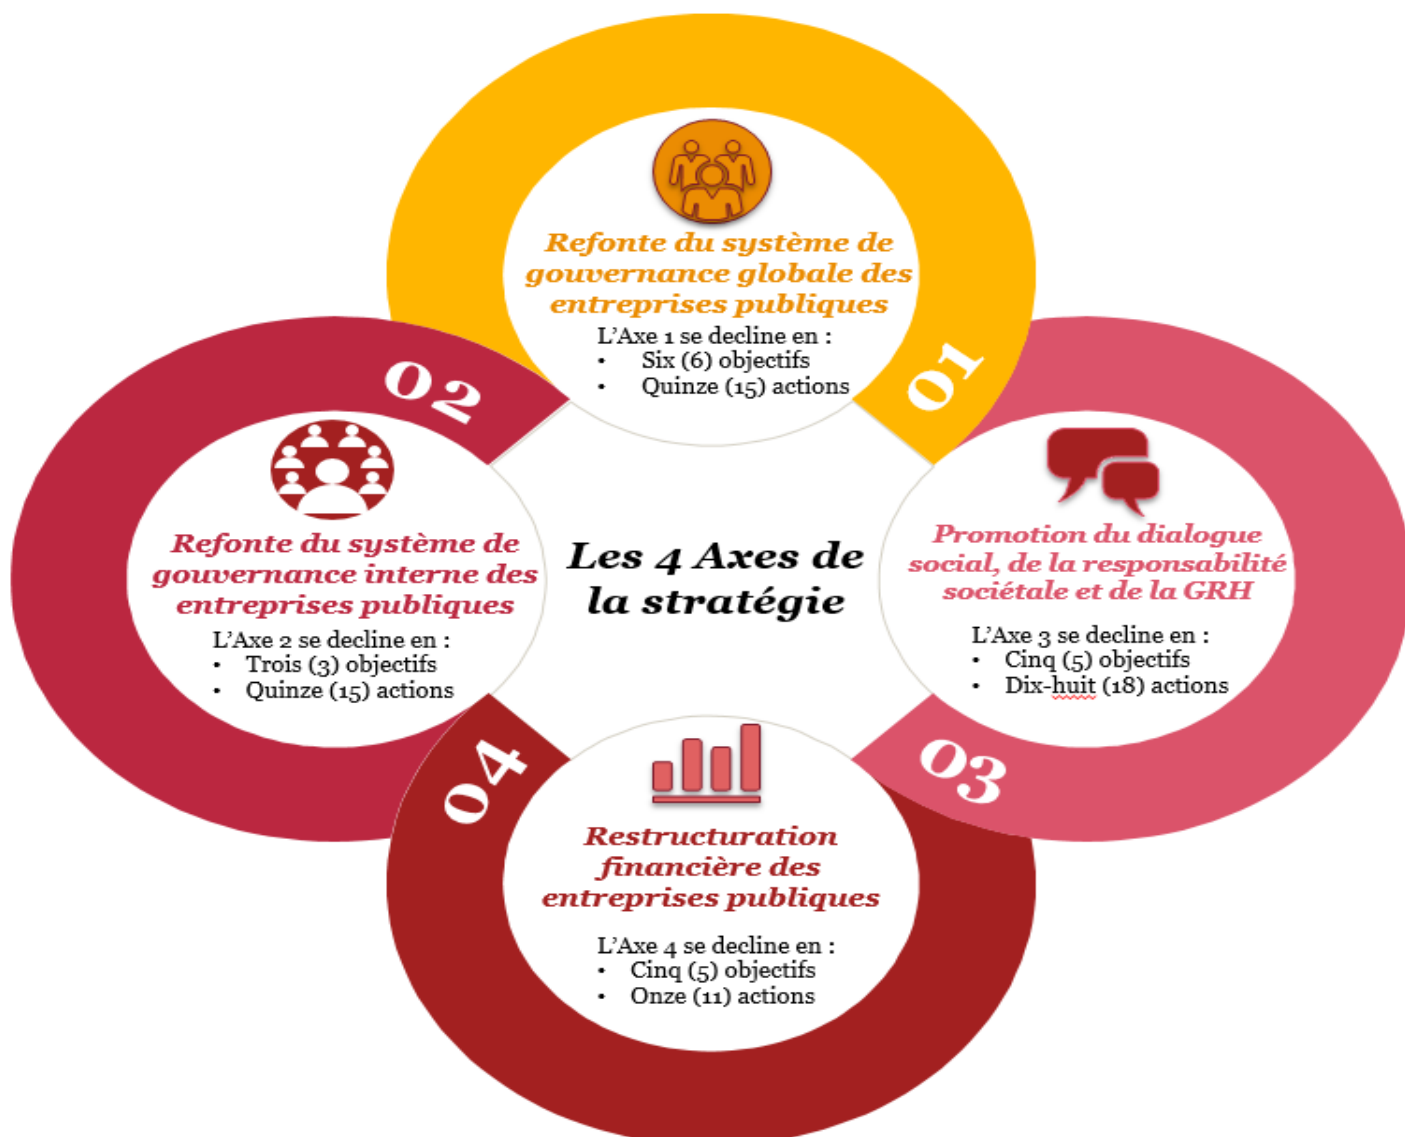 Refonte du système de
gouvernance globale des
entreprises publiques
L'Axe 1 se decline en :
• Six (6) objectifs
• Quinze (15) actions
01
02
Refonte du système de
gouvernance interne des
entreprises publiques
L'Axe 2 se decline en :
• Trois (3) objectifs
• Quinze (15) actions
Les 4 Axes de
la stratégie
Promotion du dialogue
social, de la responsabilité
sociétale et de la GRH
L'Axe 3 se decline en :
• Cinq (5) objectifs
• Dix-huit (18) actions
03
04
Restructuration
financière des
entreprises publiques
L'Axe 4 se decline en :
• Cinq (5) objectifs
• Onze (11) actions